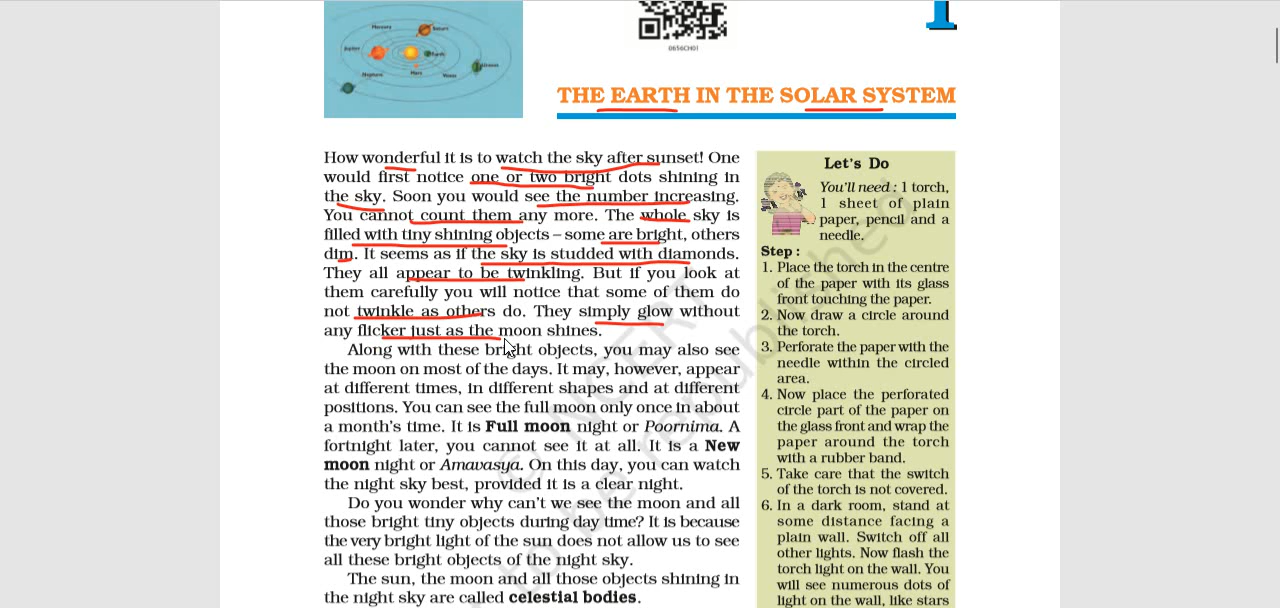 Mercury
Saturn
Jupiter
Earth
Uranus
Neptune
Mars
Venus
0656CH01
1
THE EARTH IN THE SOLAR SYSTEM
How wonderful it is to watch the sky after sunset! One
would first notice one or two bright dots shining in
the sky. Soon you would see the number increasing.
You cannot count them any more. The whole sky is
filled with tiny shining objects – some are bright, others
dim. It seems as if the sky is studded with diamonds.
They all appear to be twinkling. But if you look at
them carefully you will notice that some of them do
not twinkle as others do. They simply glow without
any flicker just as the moon shines.
Along with these bright objects, you may also see
the moon on most of the days. It may, however, appear
at different times, in different shapes and at different
positions. You can see the full moon only once in about
a month's time. It is Full moon night or Poornima. A
fortnight later, you cannot see it at all. It is a New
moon night or Amavasya. On this day, you can watch
the night sky best, provided it is a clear night.
Do you wonder why can't we see the moon and all
those bright tiny objects during day time? It is because
the very bright light of the sun does not allow us to see
all these bright objects of the night sky.
The sun, the moon and all those objects shining in
the night sky are called celestial bodies.
Let's Do
You'll need : 1 torch,
1 sheet of plain
paper, pencil and a
needle.
Step :
1. Place the torch in the centre
of the paper with its glass
front touching the paper.
2. Now draw a circle around
the torch.
3. Perforate the paper with the
needle within the circled
area.
4. Now place the perforated
circle part of the paper on
the glass front and wrap the
paper around the torch
with a rubber band.
5. Take care that the switch
of the torch is not covered.
6. In a dark room, stand at
some distance facing a
plain wall. Switch off all
other lights. Now flash the
torch light on the wall. You
will see numerous dots of
light on the wall, like stars
© NCERT
to be republished